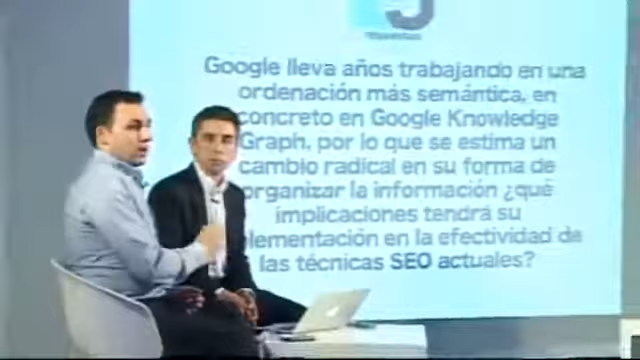 Google lleva años trabajando en una
ordenación más semántica, en
concreto en Google Knowledge
Graph, por lo que se estima un
cambio radical en su forma de
organizar la información ¿qué
implicaciones tendrá su
lementación en la efectividad de
las técnicas SEO actuales?